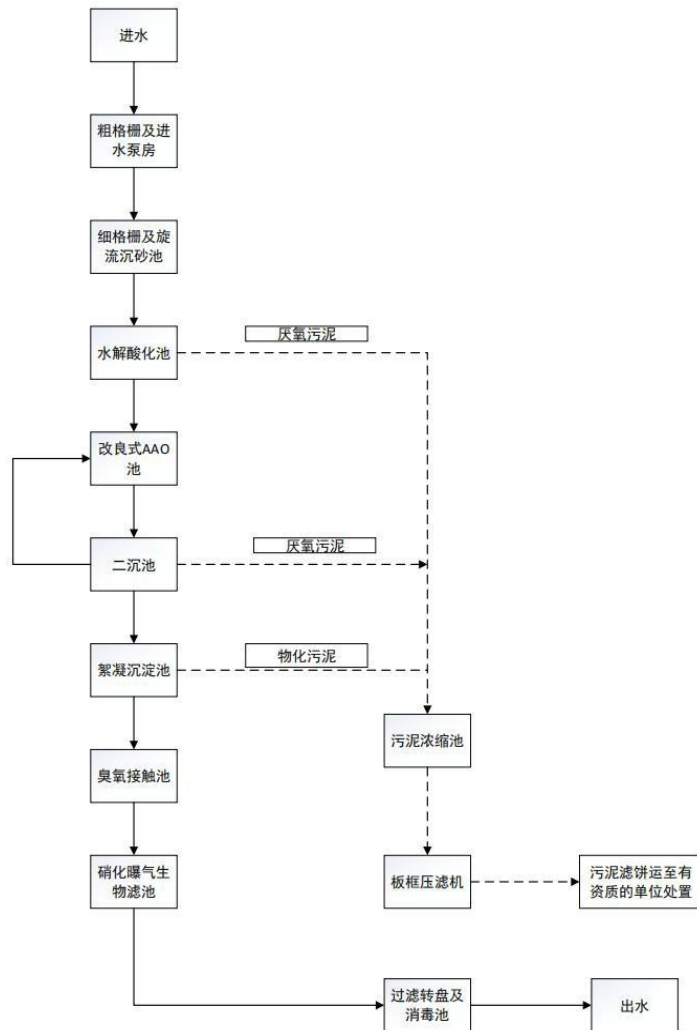 进水
粗格栅及进
水泵房
细格栅及旋
流沉砂池
水解酸化池
厌氧污泥
改良式AAO
池
二沉池
厌氧污泥
絮凝沉淀池
物化污泥
污泥浓缩池
臭氧接触池
硝化曝气生
物滤池
板框压滤机
污泥滤饼运至有
资质的单位处置
过滤转盘及
消毒池
出水